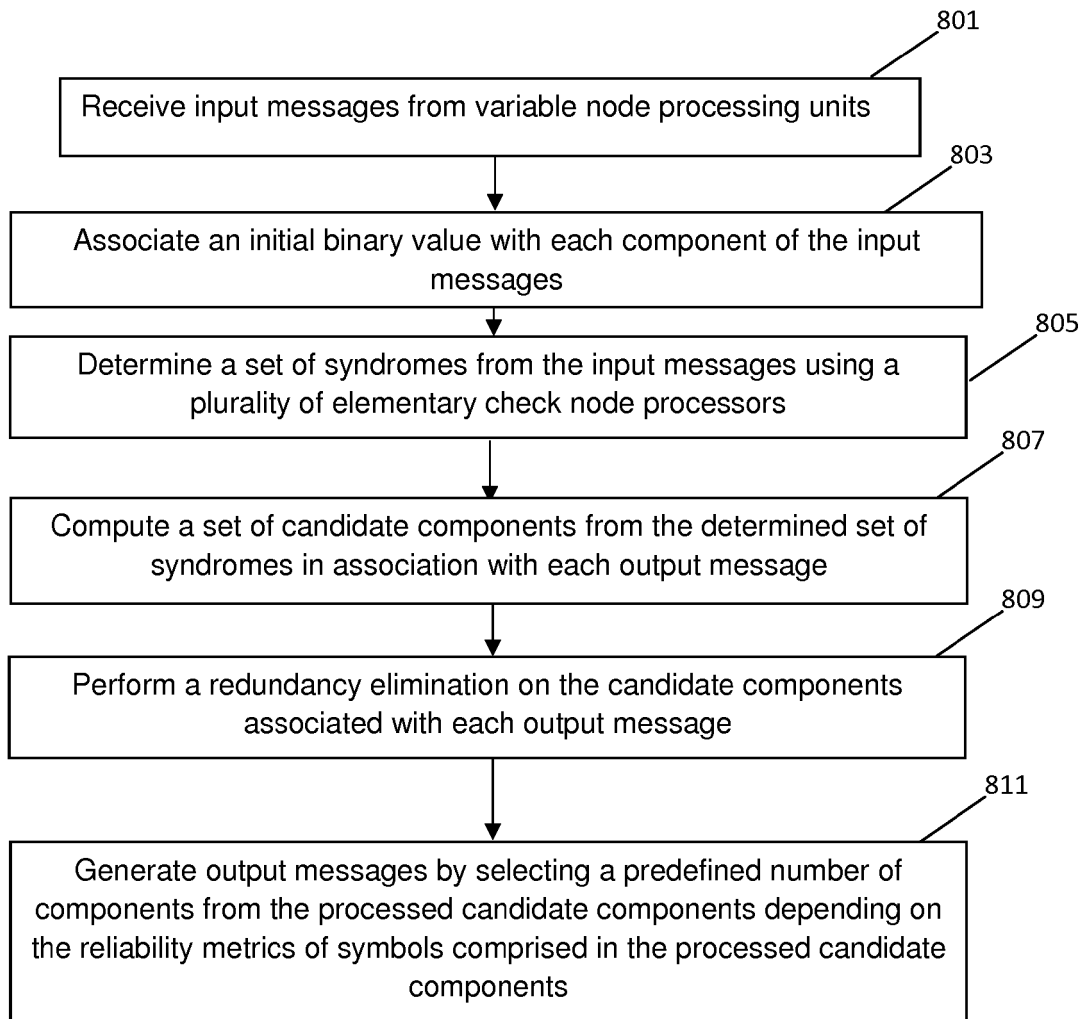 801
Receive input messages from variable node processing units
803
Associate an initial binary value with each component of the input
messages
805
Determine a set of syndromes from the input messages using a
plurality of elementary check node processors
807
Compute a set of candidate components from the determined set of
syndromes in association with each output message
809
Perform a redundancy elimination on the candidate components
associated with each output message
811
Generate output messages by selecting a predefined number of
components from the processed candidate components depending on
the reliability metrics of symbols comprised in the processed candidate
components